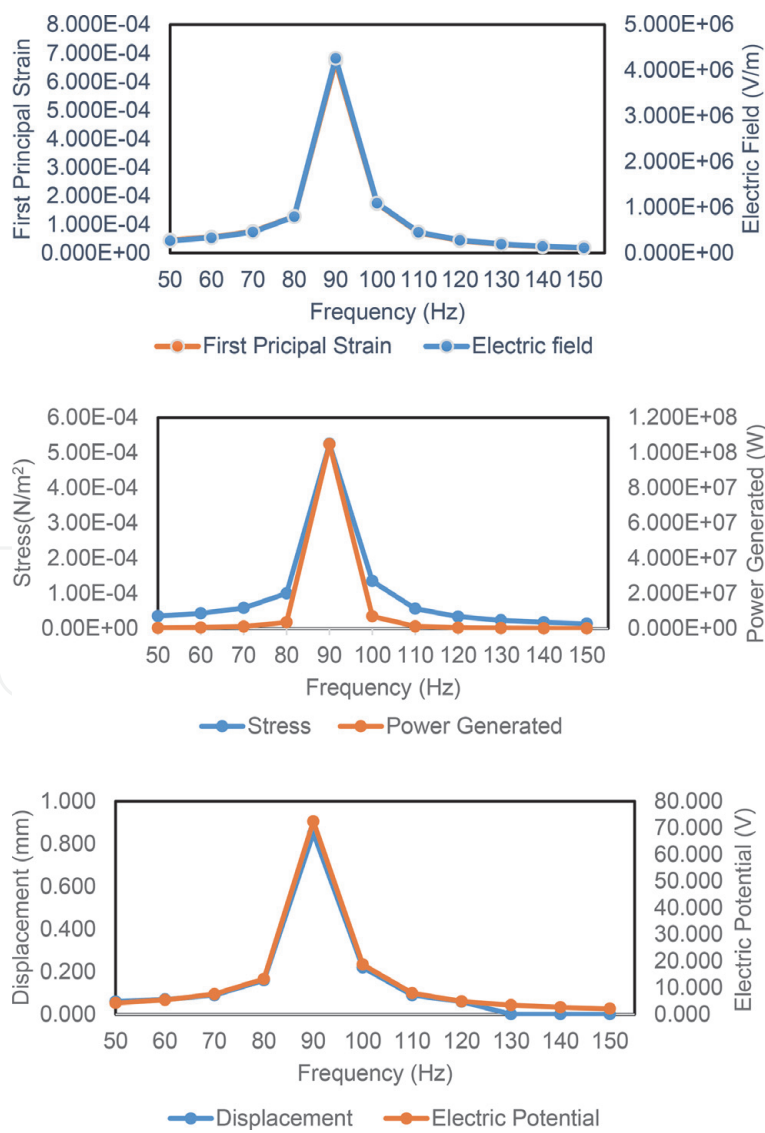 8.000E-04
7.000E-04
6.000E-04
5.000E-04
4.000E-04
3.000E-04
2.000E-04
1.000E-04
0.000E+00
First Principal Strain
5.000E+06
4.000E+06
3.000E+06
2.000E+06
1.000E+06
0.000E+00
Electric Field (V/m)
50 60 70 80 90 100 110 120 130 140 150
Frequency (Hz)
First Pricipal Strain Electric field
6.00E-04
5.00E-04
4.00E-04
3.00E-04
2.00E-04
1.00E-04
0.00E+00
Stress(N/m²)
1.200E+08
1.000E+08
8.000E+07
6.000E+07
4.000E+07
2.000E+07
0.000E+00
Power Generated (W)
50 60 70 80 90 100 110 120 130 140 150
Frequency (Hz)
Stress Power Generated
1.000
0.800
0.600
0.400
0.200
0.000
Displacement (mm)
80.000
70.000
60.000
50.000
40.000
30.000
20.000
10.000
0.000
Electric Potential (V)
50 60 70 80 90 100 110 120 130 140 150
Frequency (Hz)
Displacement Electric Potential